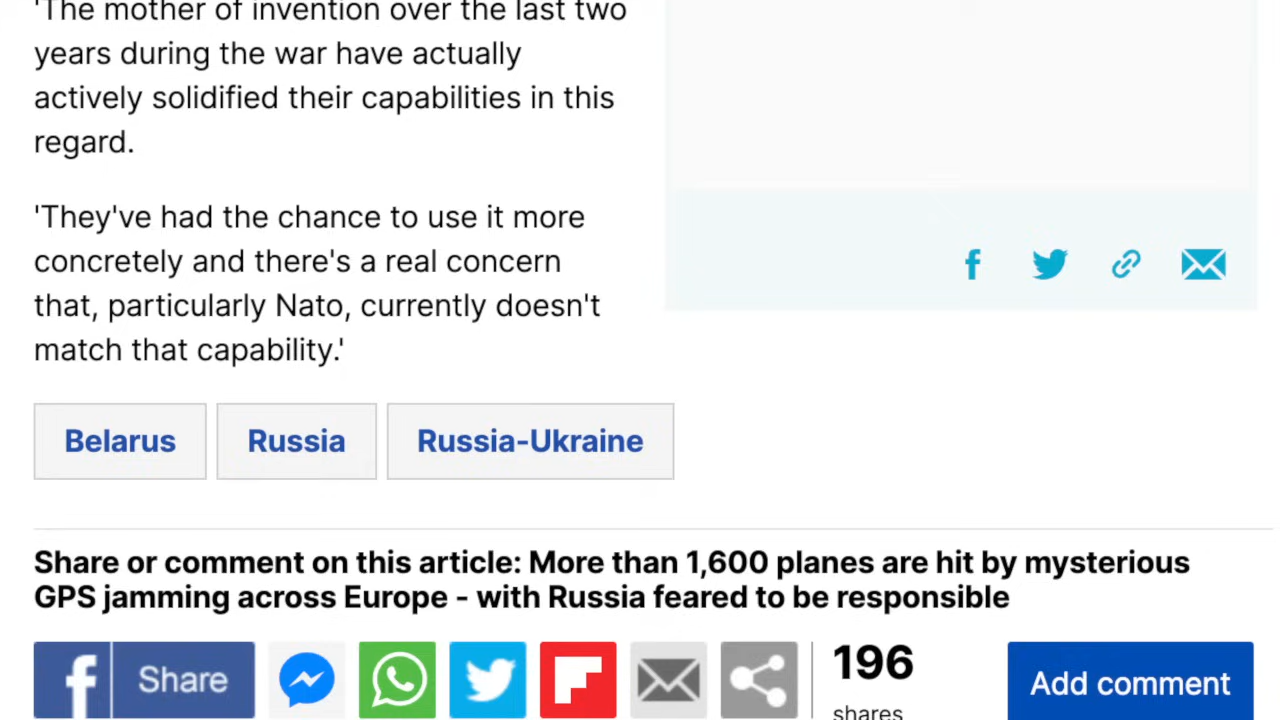 'The mother of invention over the last two
years during the war have actually
actively solidified their capabilities in this
regard.
'They've had the chance to use it more
concretely and there's a real concern
that, particularly Nato, currently doesn't
match that capability.'
Belarus Russia Russia-Ukraine
Share or comment on this article: More than 1,600 planes are hit by mysterious
GPS jamming across Europe - with Russia feared to be responsible
Share
196
shares
Add comment